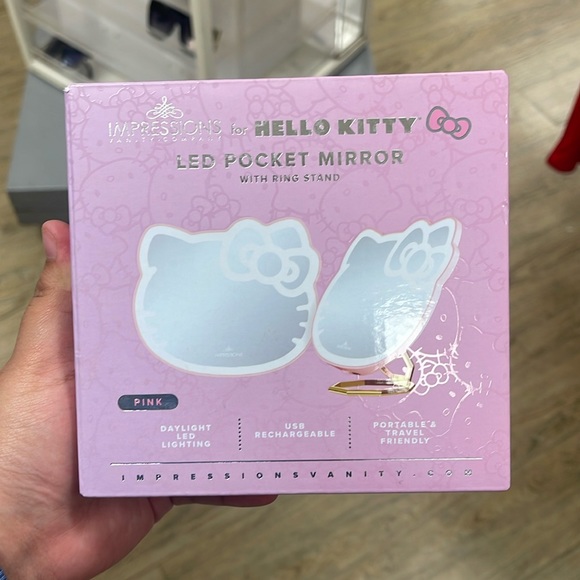 IMPRESSIONS for HELLO KITTY
VANITY·COMPANY
LED POCKET MIRROR
WITH RING STAND
PINK
DAYLIGHT
LED
LIGHTING
USB
RECHARGEABLE
PORTABLE &
TRAVEL
FRIENDLY
IMPRESSIONSVANITY.COM